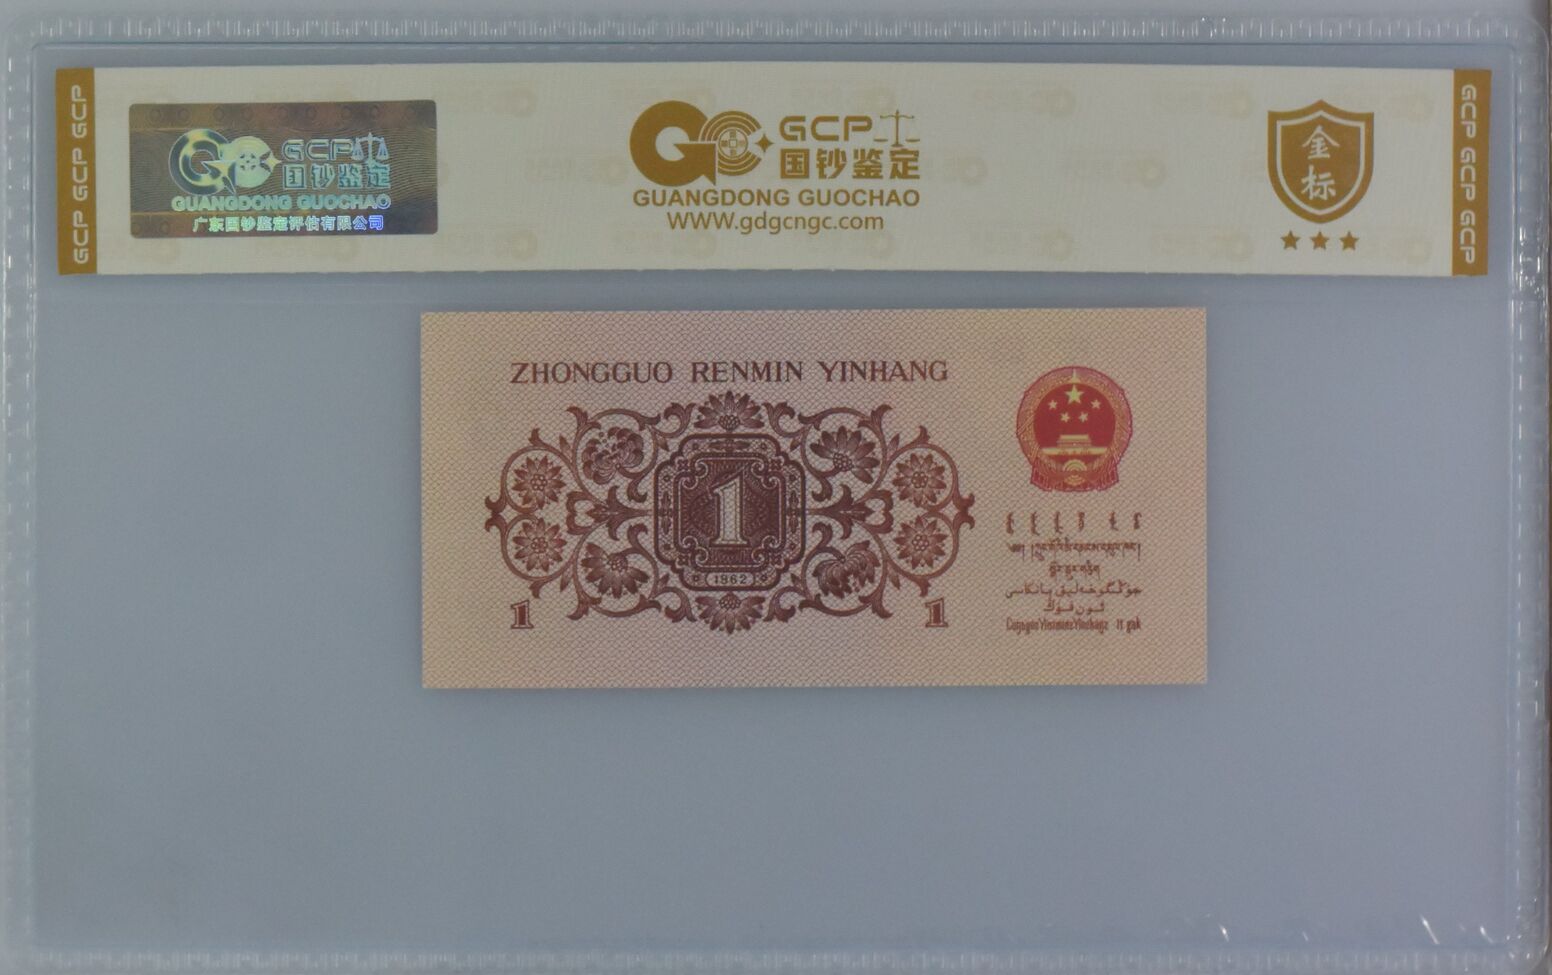 GCP GCP GCP
GCP
国钞鉴定
GUANGDONG GUOCHAO
广东国钞鉴定评估有限公司
GCP
国钞鉴定
GUANGDONG GUOCHAO
WWW.gdgcngc.com
金标
GCP GCP GCP
ZHONGGUO RENMIN YINHANG
1
(1962)
1
1